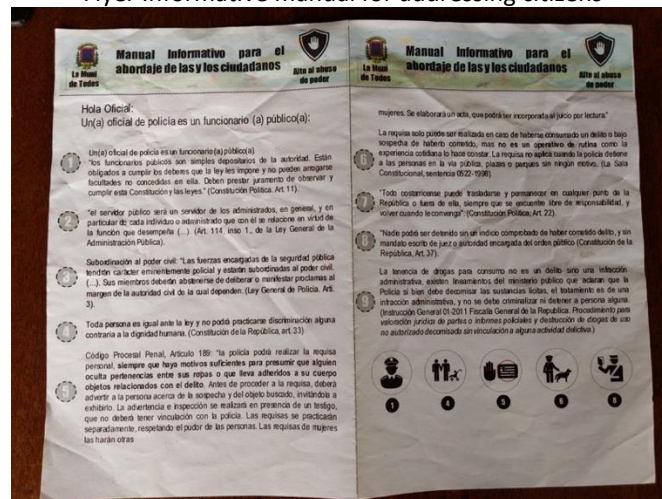 Flyer Informative manual for addressing citizens
La Muni
de Todos
Manual Informativo para el
abordaje de las y los ciudadanos
Alto al abuso
de poder
Hola Oficial:
Un(a) oficial de policía es un funcionario (a) público(a):
1
Un(a) oficial de policía es un funcionario(a) público(a).
"los funcionarios públicos son simples depositarios de la autoridad. Están
obligados a cumplir los deberes que la ley les impone y no pueden arrogarse
facultades no concedidas en ella. Deben prestar juramento de observar y
cumplir esta Constitución y las leyes." (Constitución Política, Art. 11).
2
"el servidor público será un servidor de los administrados, en general, y en
particular de cada individuo o administrado que con él se relacione en virtud de
la función que desempeña (...) (Art. 114, inso 1., de la Ley General de la
Administración Pública).
3
Subordinación al poder civil: "Las fuerzas encargadas de la seguridad pública
tendrán carácter eminentemente policial y estarán subordinadas al poder civil.
(...). Sus miembros deberán abstenerse de deliberar o manifestar proclamas al
margen de la autoridad civil de la cual dependen. (Ley General de Policía. Arti.
3).
4
Toda persona es igual ante la ley y no podrá practicarse discriminación alguna
contraria a la dignidad humana. (Constitución de la República, art. 33)
5
Código Procesal Penal, Artículo 189: "la policía podrá realizar la requisa
personal, siempre que haya motivos suficientes para presumir que alguien
oculta pertenencias entre sus ropas o que lleva adheridos a su cuerpo
objetos relacionados con el delito. Antes de proceder a la requisa, deberá
advertir a la persona acerca de la sospecha y del objeto buscado, invitándola a
exhibirlo. La advertencia e inspección se realizará en presencia de un testigo,
que no deberá tener vinculación con la policía. Las requisas se practicarán
separadamente, respetando el pudor de las personas. Las requisas de mujeres
las harán otras
La Muni
de Todes
Manual Informativo para el
abordaje de las y los ciudadanos
Alto al abuso
de poder
mujeres. Se elaborará un acta, que podrá ser incorporada al juicio por lectura."
6
La requisa solo puede ser realizada en caso de haberse consumado un delito o bajo
sospecha de haberlo cometido, mas no es un operativo de rutina como la
experiencia cotidiana lo hace constar. La requisa no aplica cuando la policía detiene
a las personas en la vía pública, plazas o parques sin ningún motivo. (La Sala
Constitucional, sentencia 0522-1998).
7
"Todo costarricense puede trasladarse y permanecer en cualquier punto de la
República o fuera de ella, siempre que se encuentre libre de responsabilidad, y
volver cuando le convenga". (Constitución Política, Art. 22).
8
"Nadie podrá ser detenido sin un indicio comprobado de haber cometido delito, y sin
mandato escrito de juez o autoridad encargada del orden público (Constitución de la
República, Art. 37).
9
La tenencia de drogas para consumo no es un delito sino una infracción
administrativa, existen lineamientos del ministerio público que aclaran que la
Policía si bien debe decomisar las sustancias ilícitas, el tratamiento es de una
infracción administrativa, y no se debe criminalizar ni detener a persona alguna.
(Instrucción General 01-2011 Fiscalía General de la República. Procedimiento para
valoración jurídica de partes o informes policiales y destrucción de drogas de uso
no autorizado decomisada sin vinculación a alguna actividad delictiva.)
1
4
5
6
8